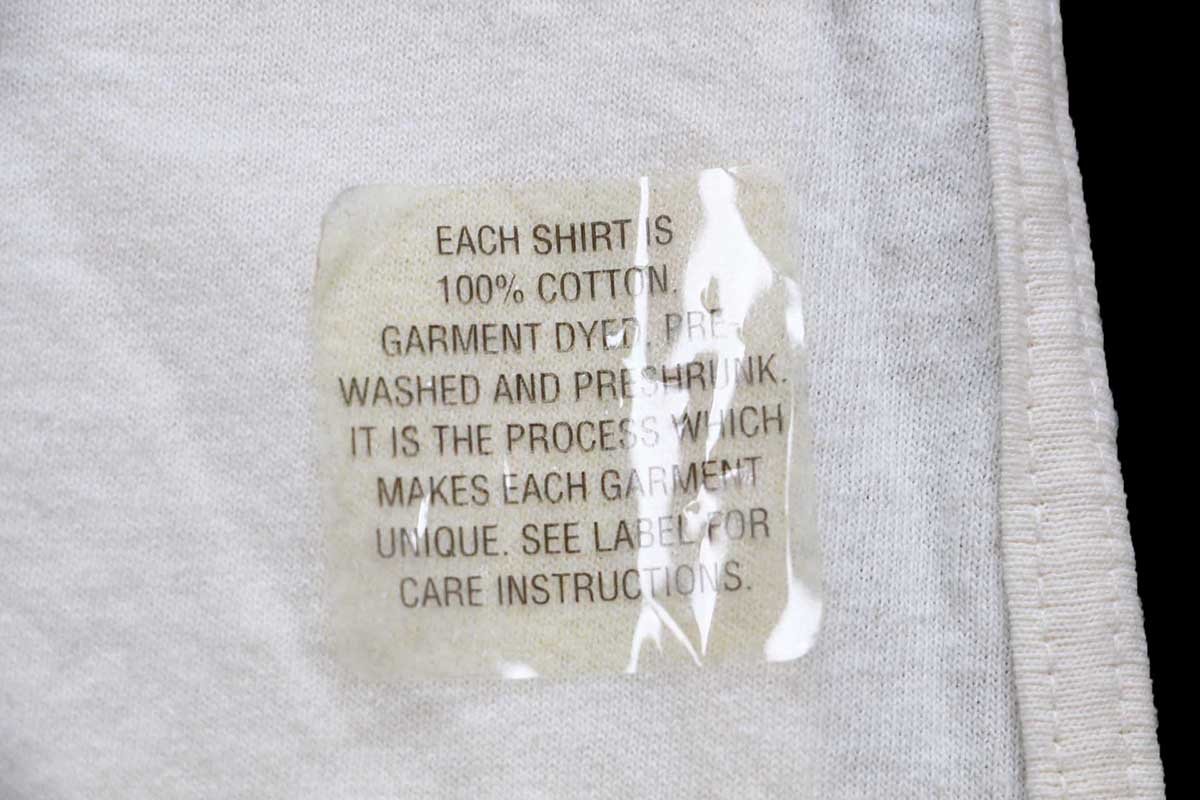 EACH SHIRT IS
100% COTTON.
GARMENT DYED. PRE-
WASHED AND PRESHRUNK.
IT IS THE PROCESS WHICH
MAKES EACH GARMENT
UNIQUE. SEE LABEL FOR
CARE INSTRUCTIONS.